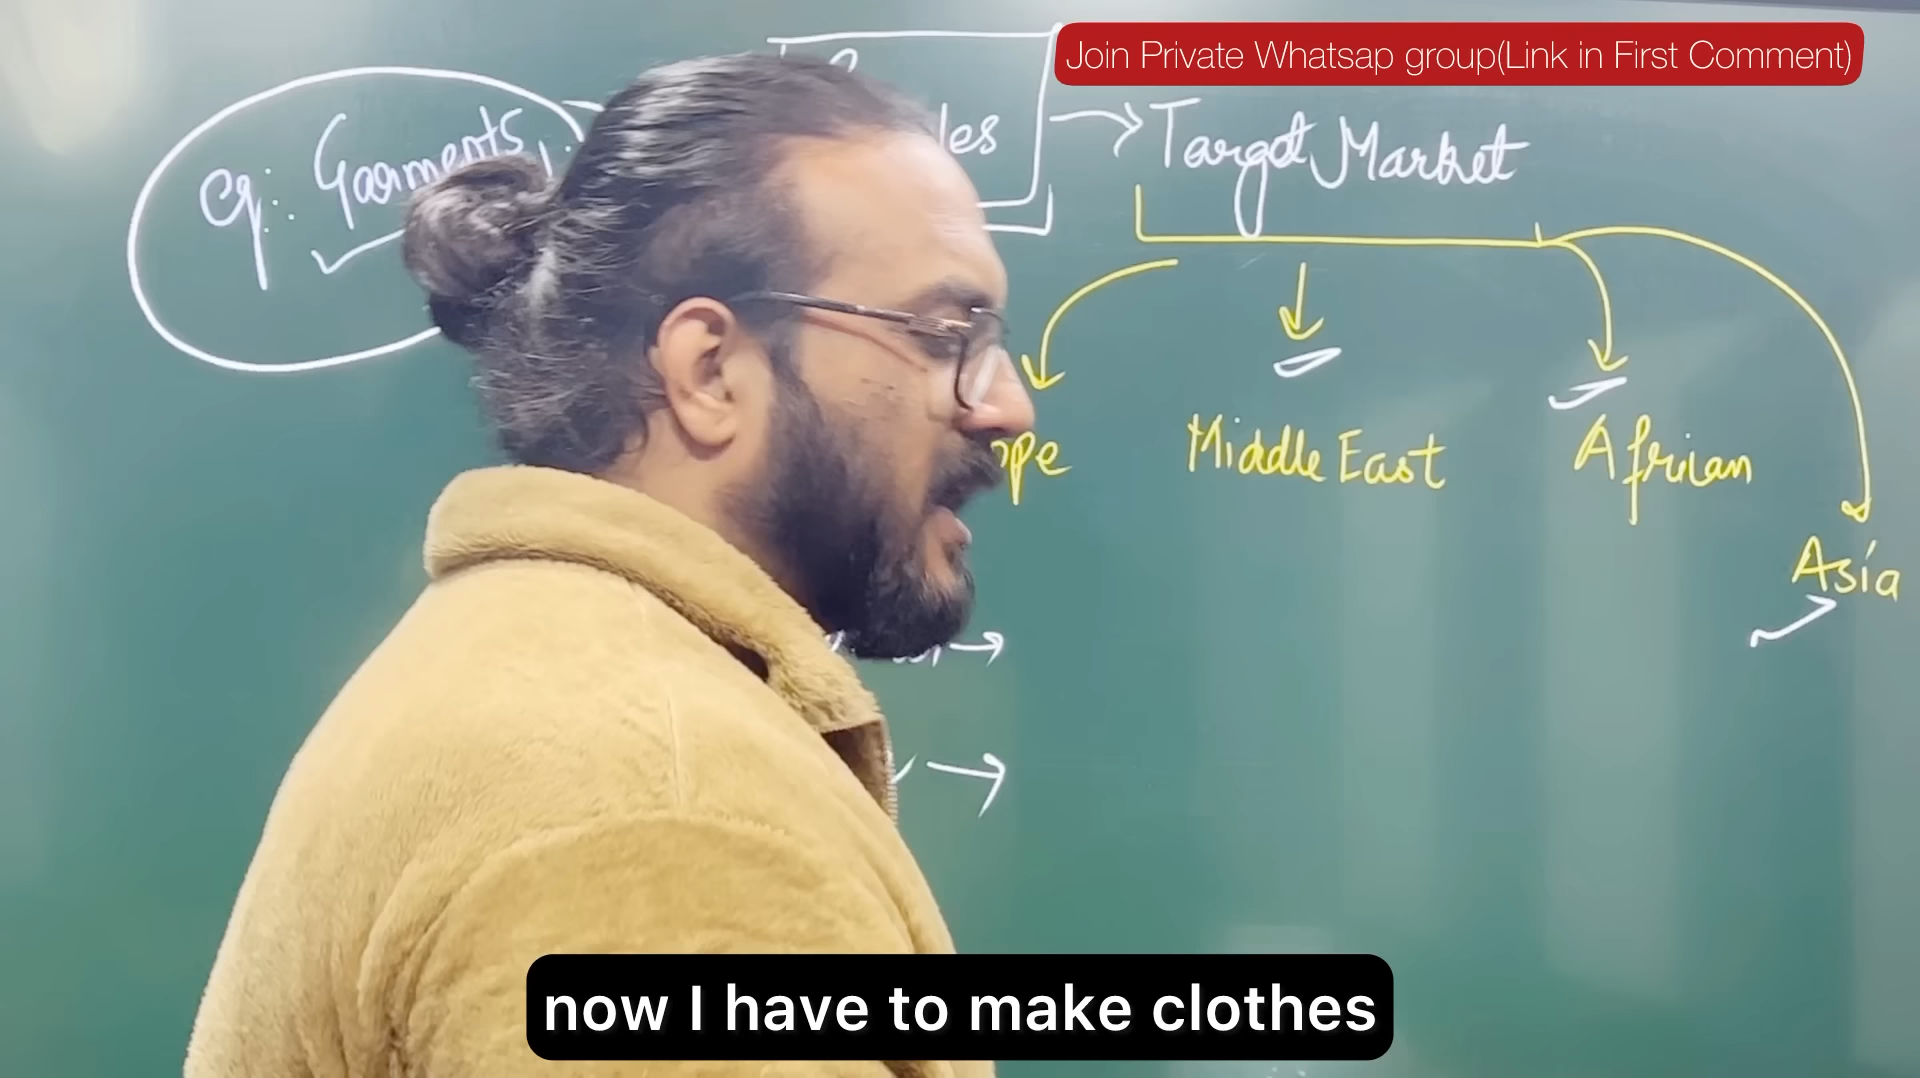 Join Private Whatsap group(Link in First Comment)
eg:. Garments
Target Market
Middle East
African
Asia
now I have to make clothes